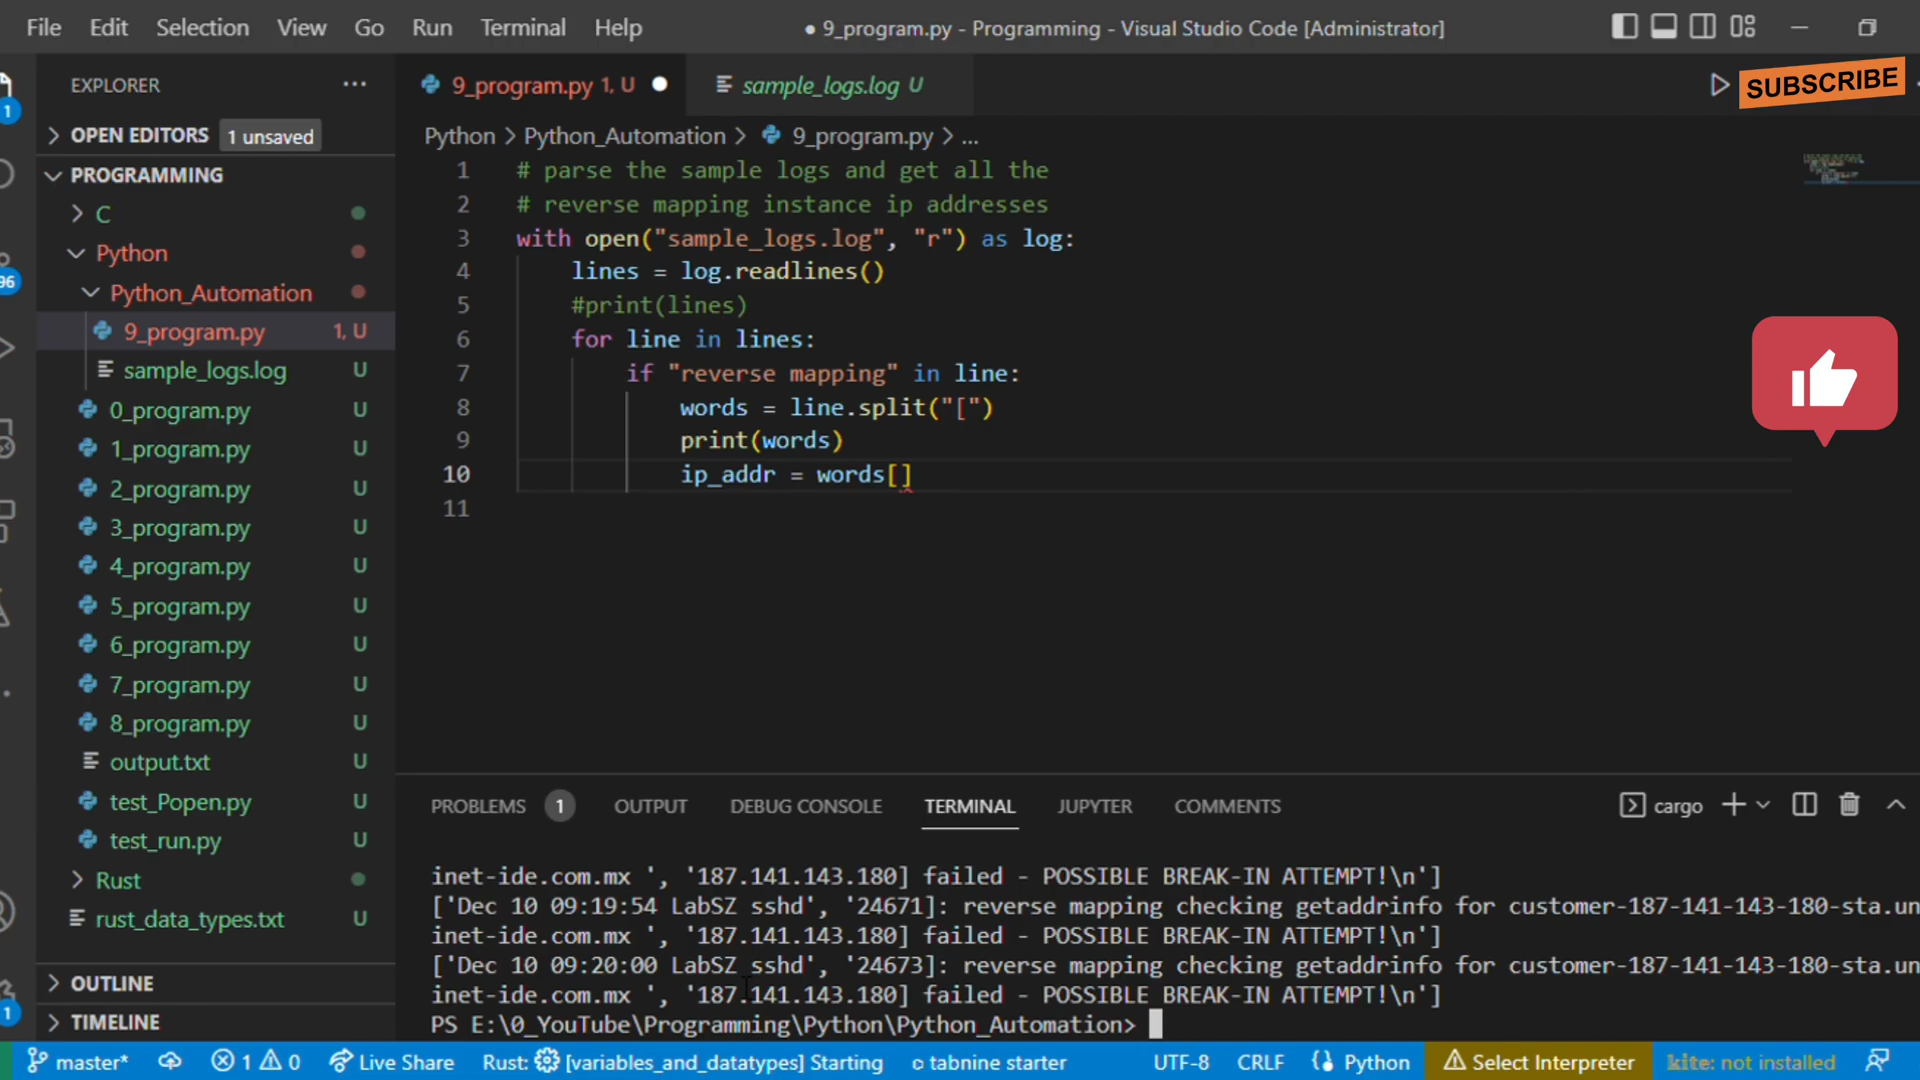 File Edit Selection View Go Run Terminal Help
● 9_program.py - Programming - Visual Studio Code [Administrator]
EXPLORER ...
9_program.py 1, U
sample_logs.log U
SUBSCRIBE
OPEN EDITORS 1 unsaved
Python > Python_Automation > 9_program.py > ...
PROGRAMMING
C
Python
Python_Automation
9_program.py 1, U
sample_logs.log U
0_program.py U
1_program.py U
2_program.py U
3_program.py U
4_program.py U
5_program.py U
6_program.py U
7_program.py U
8_program.py U
output.txt U
test_Popen.py U
test_run.py U
Rust
rust_data_types.txt U
OUTLINE
TIMELINE
1
96
1
1 # parse the sample logs and get all the
2 # reverse mapping instance ip addresses
3 with open("sample_logs.log", "r") as log:
4 lines = log.readlines()
5 #print(lines)
6 for line in lines:
7 if "reverse mapping" in line:
8 words = line.split("[")
9 print(words)
10 ip_addr = words[]
11
PROBLEMS 1 OUTPUT DEBUG CONSOLE TERMINAL JUPYTER COMMENTS
cargo
inet-ide.com.mx ', '187.141.143.180] failed - POSSIBLE BREAK-IN ATTEMPT!\n']
['Dec 10 09:19:54 LabSZ sshd', '24671]: reverse mapping checking getaddrinfo for customer-187-141-143-180-sta.un
inet-ide.com.mx ', '187.141.143.180] failed - POSSIBLE BREAK-IN ATTEMPT!\n']
['Dec 10 09:20:00 LabSZ sshd', '24673]: reverse mapping checking getaddrinfo for customer-187-141-143-180-sta.un
inet-ide.com.mx ', '187.141.143.180] failed - POSSIBLE BREAK-IN ATTEMPT!\n']
PS E:\0_YouTube\Programming\Python\Python_Automation>
master* 1 0 Live Share Rust: [variables_and_datatypes] Starting tabnine starter UTF-8 CRLF Python Select Interpreter kite: not installed